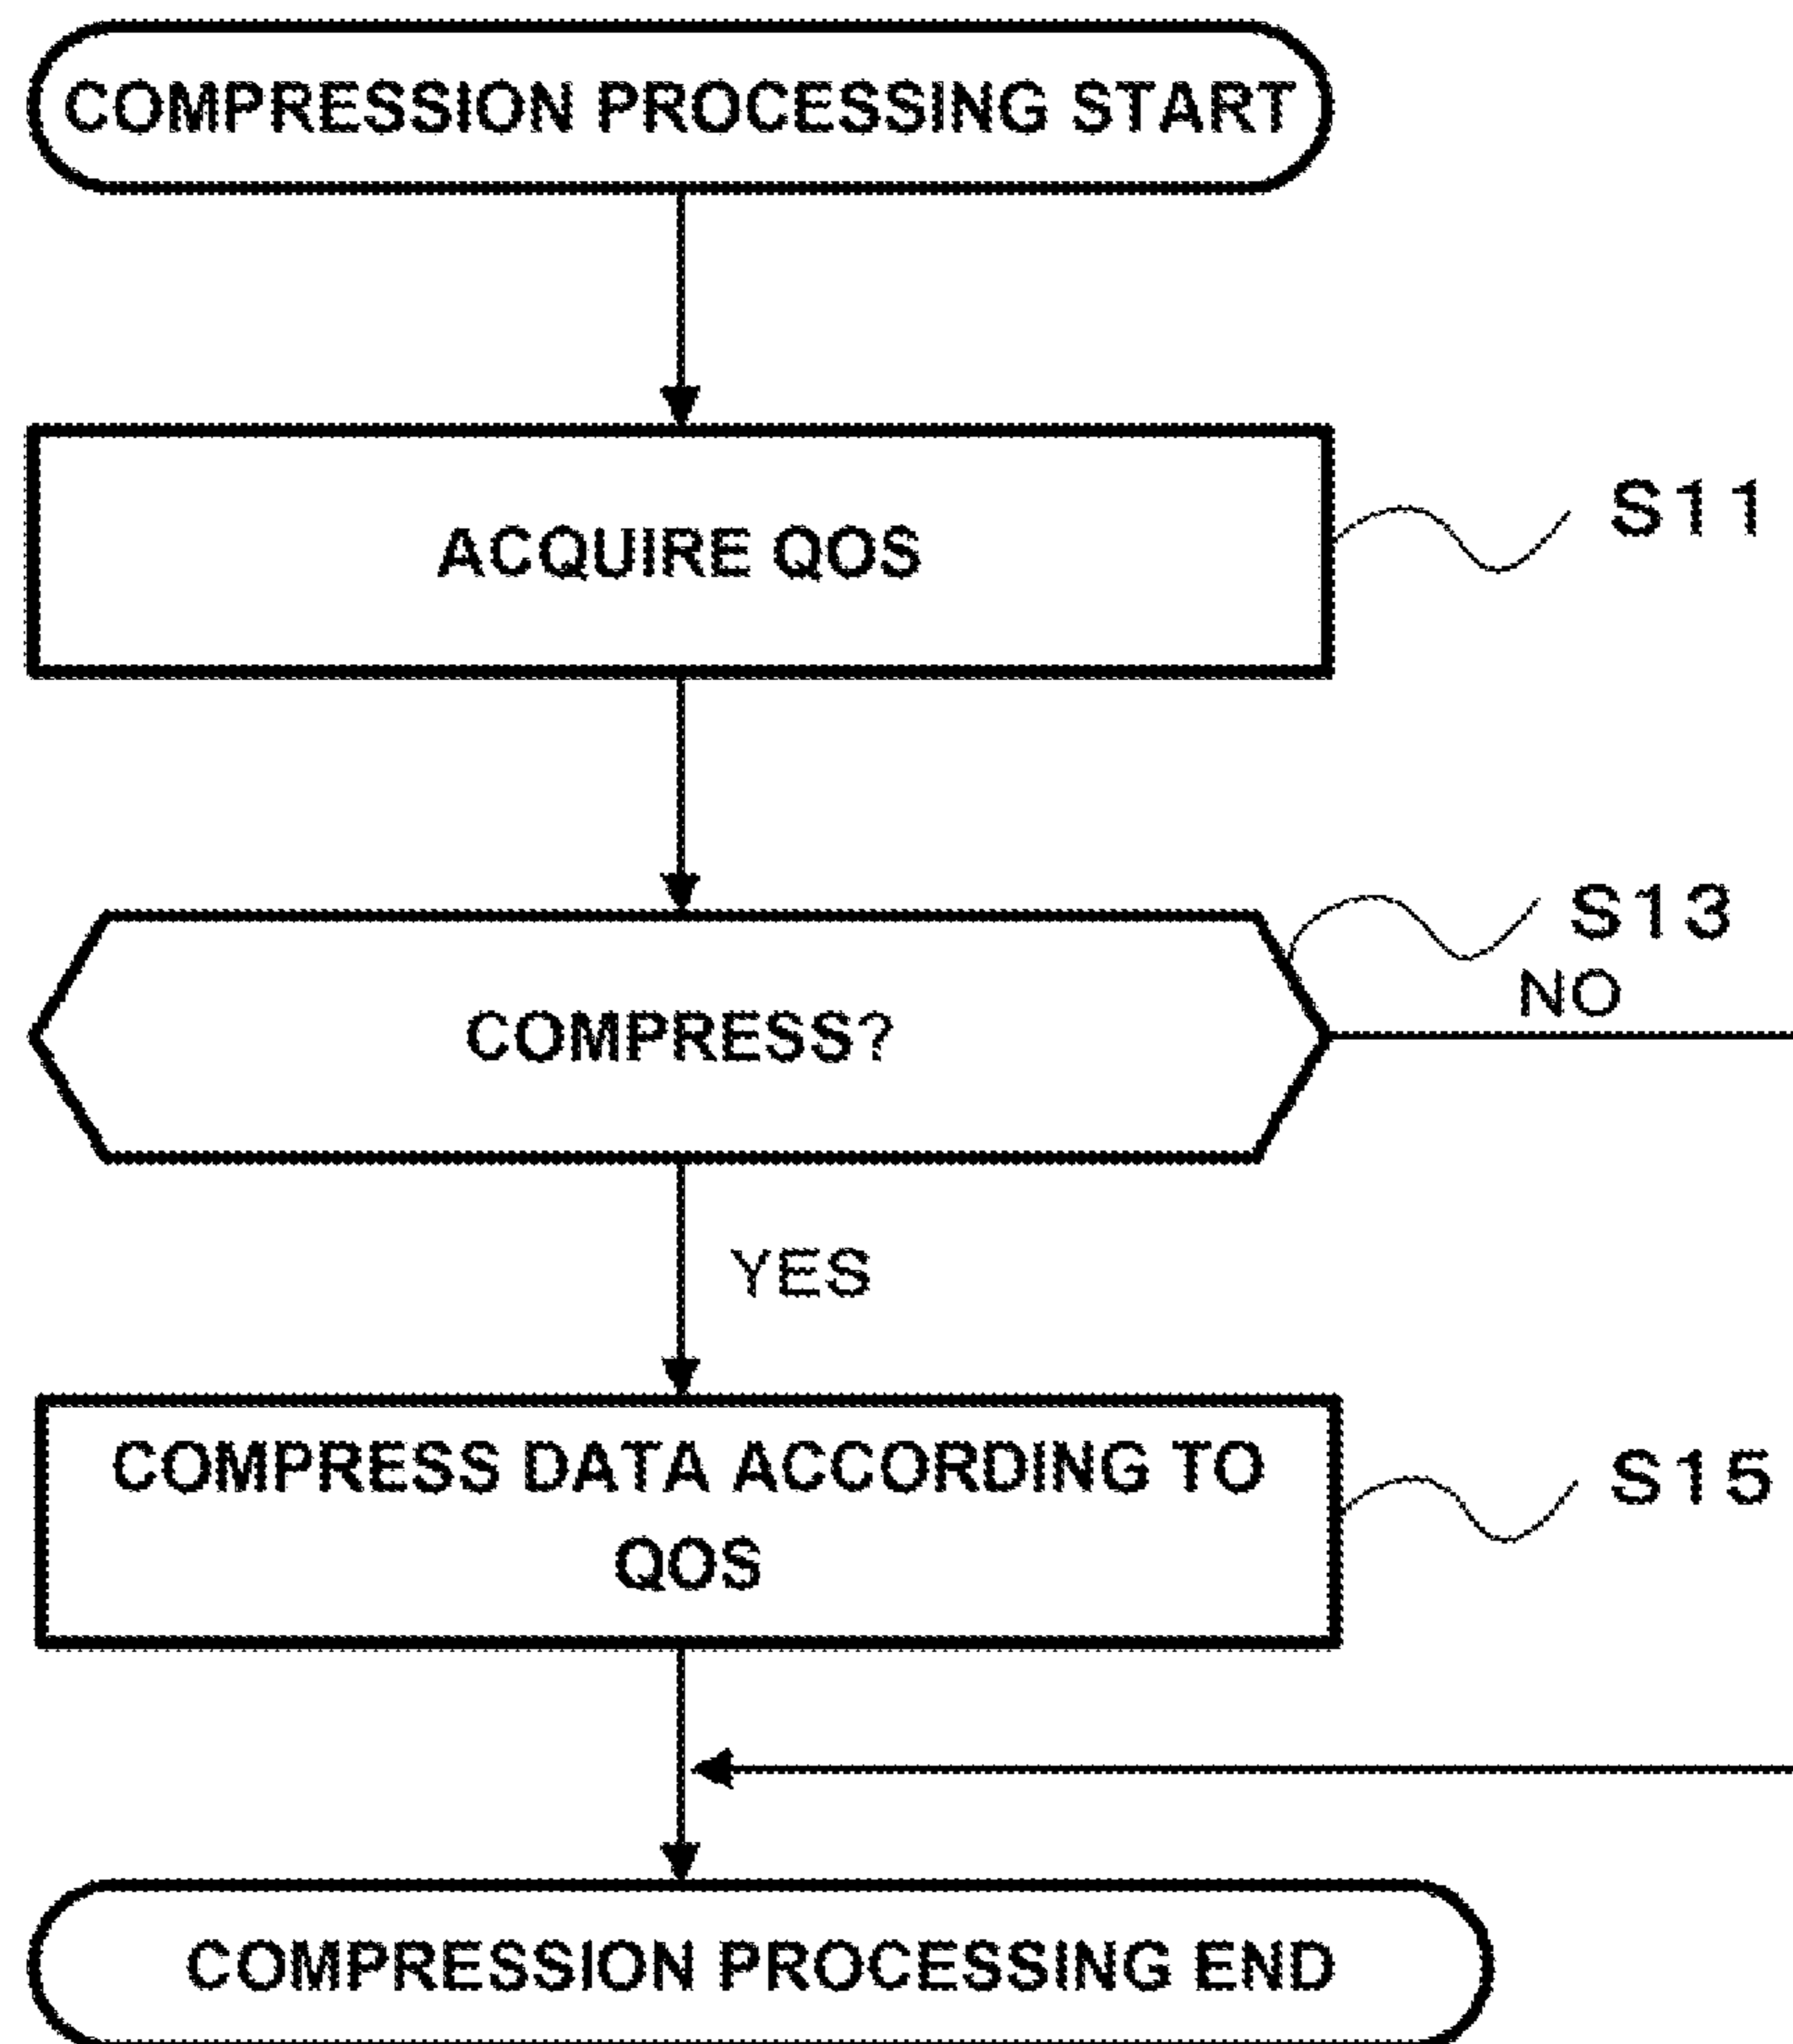 COMPRESSION PROCESSING START
ACQUIRE QOS
S11
S13
COMPRESS?
NO
YES
COMPRESS DATA ACCORDING TO
QOS
S15
COMPRESSION PROCESSING END